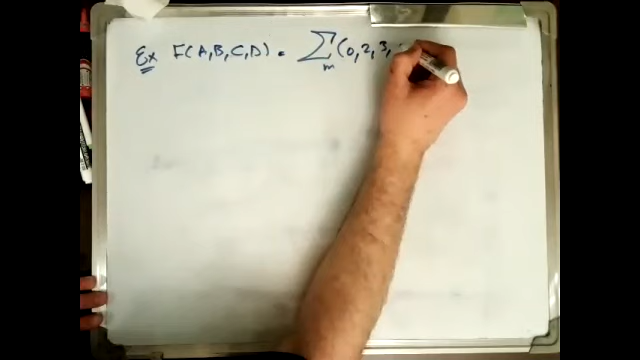 Ex F(A,B,C,D) = Σm (0,2,3,